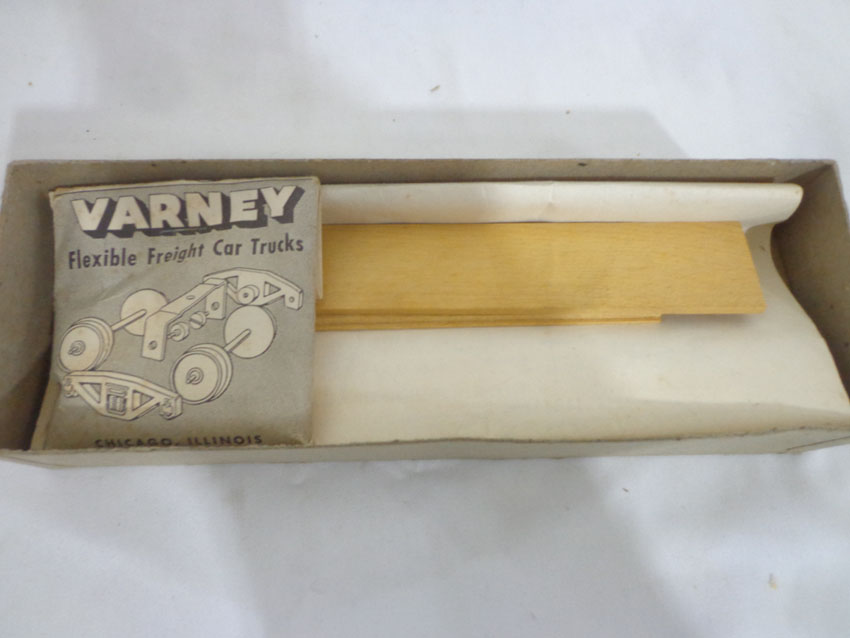 VARNEY
Flexible Freight Car Trucks
CHICAGO, ILLINOIS